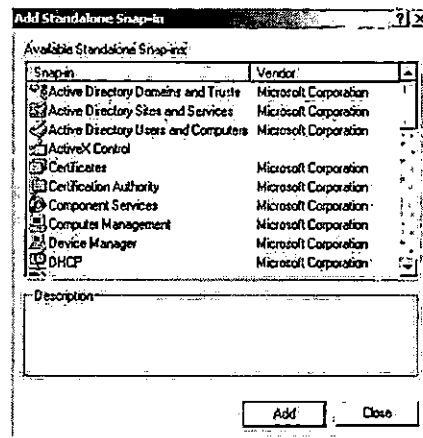 Add Standalone Snap-in ? X
Available Standalone Snap-ins:
Snap-in Vendor
Active Directory Domains and Trusts Microsoft Corporation
Active Directory Sites and Services Microsoft Corporation
Active Directory Users and Computers Microsoft Corporation
ActiveX Control
Certificates Microsoft Corporation
Certification Authority Microsoft Corporation
Component Services Microsoft Corporation
Computer Management Microsoft Corporation
Device Manager Microsoft Corporation
DHCP Microsoft Corporation
Description
Add Close